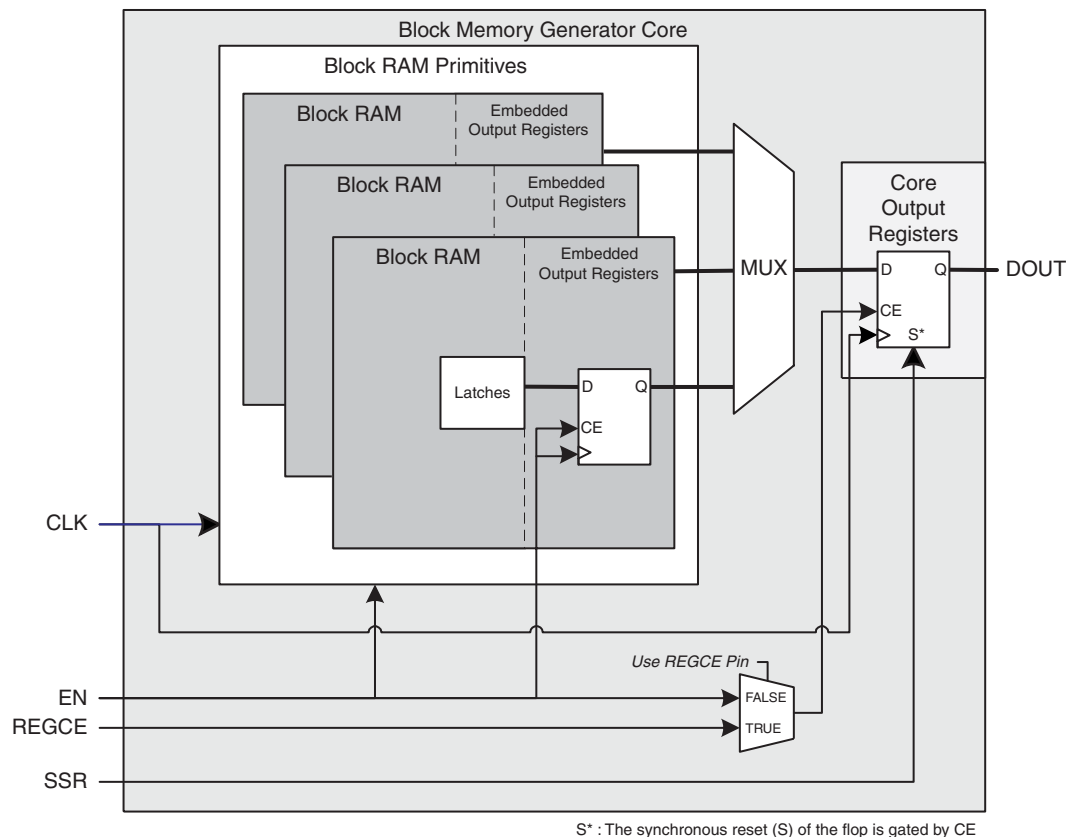 Block Memory Generator Core
Block RAM Primitives
Block RAM
Embedded
Output Registers
Block RAM
Embedded
Output Registers
Block RAM
Embedded
Output Registers
MUX
Core
Output
Registers
D
Q
DOUT
CE
S*
Latches
D
Q
CE
CLK
Use REGCE Pin
EN
FALSE
REGCE
TRUE
SSR
S* : The synchronous reset (S) of the flop is gated by CE